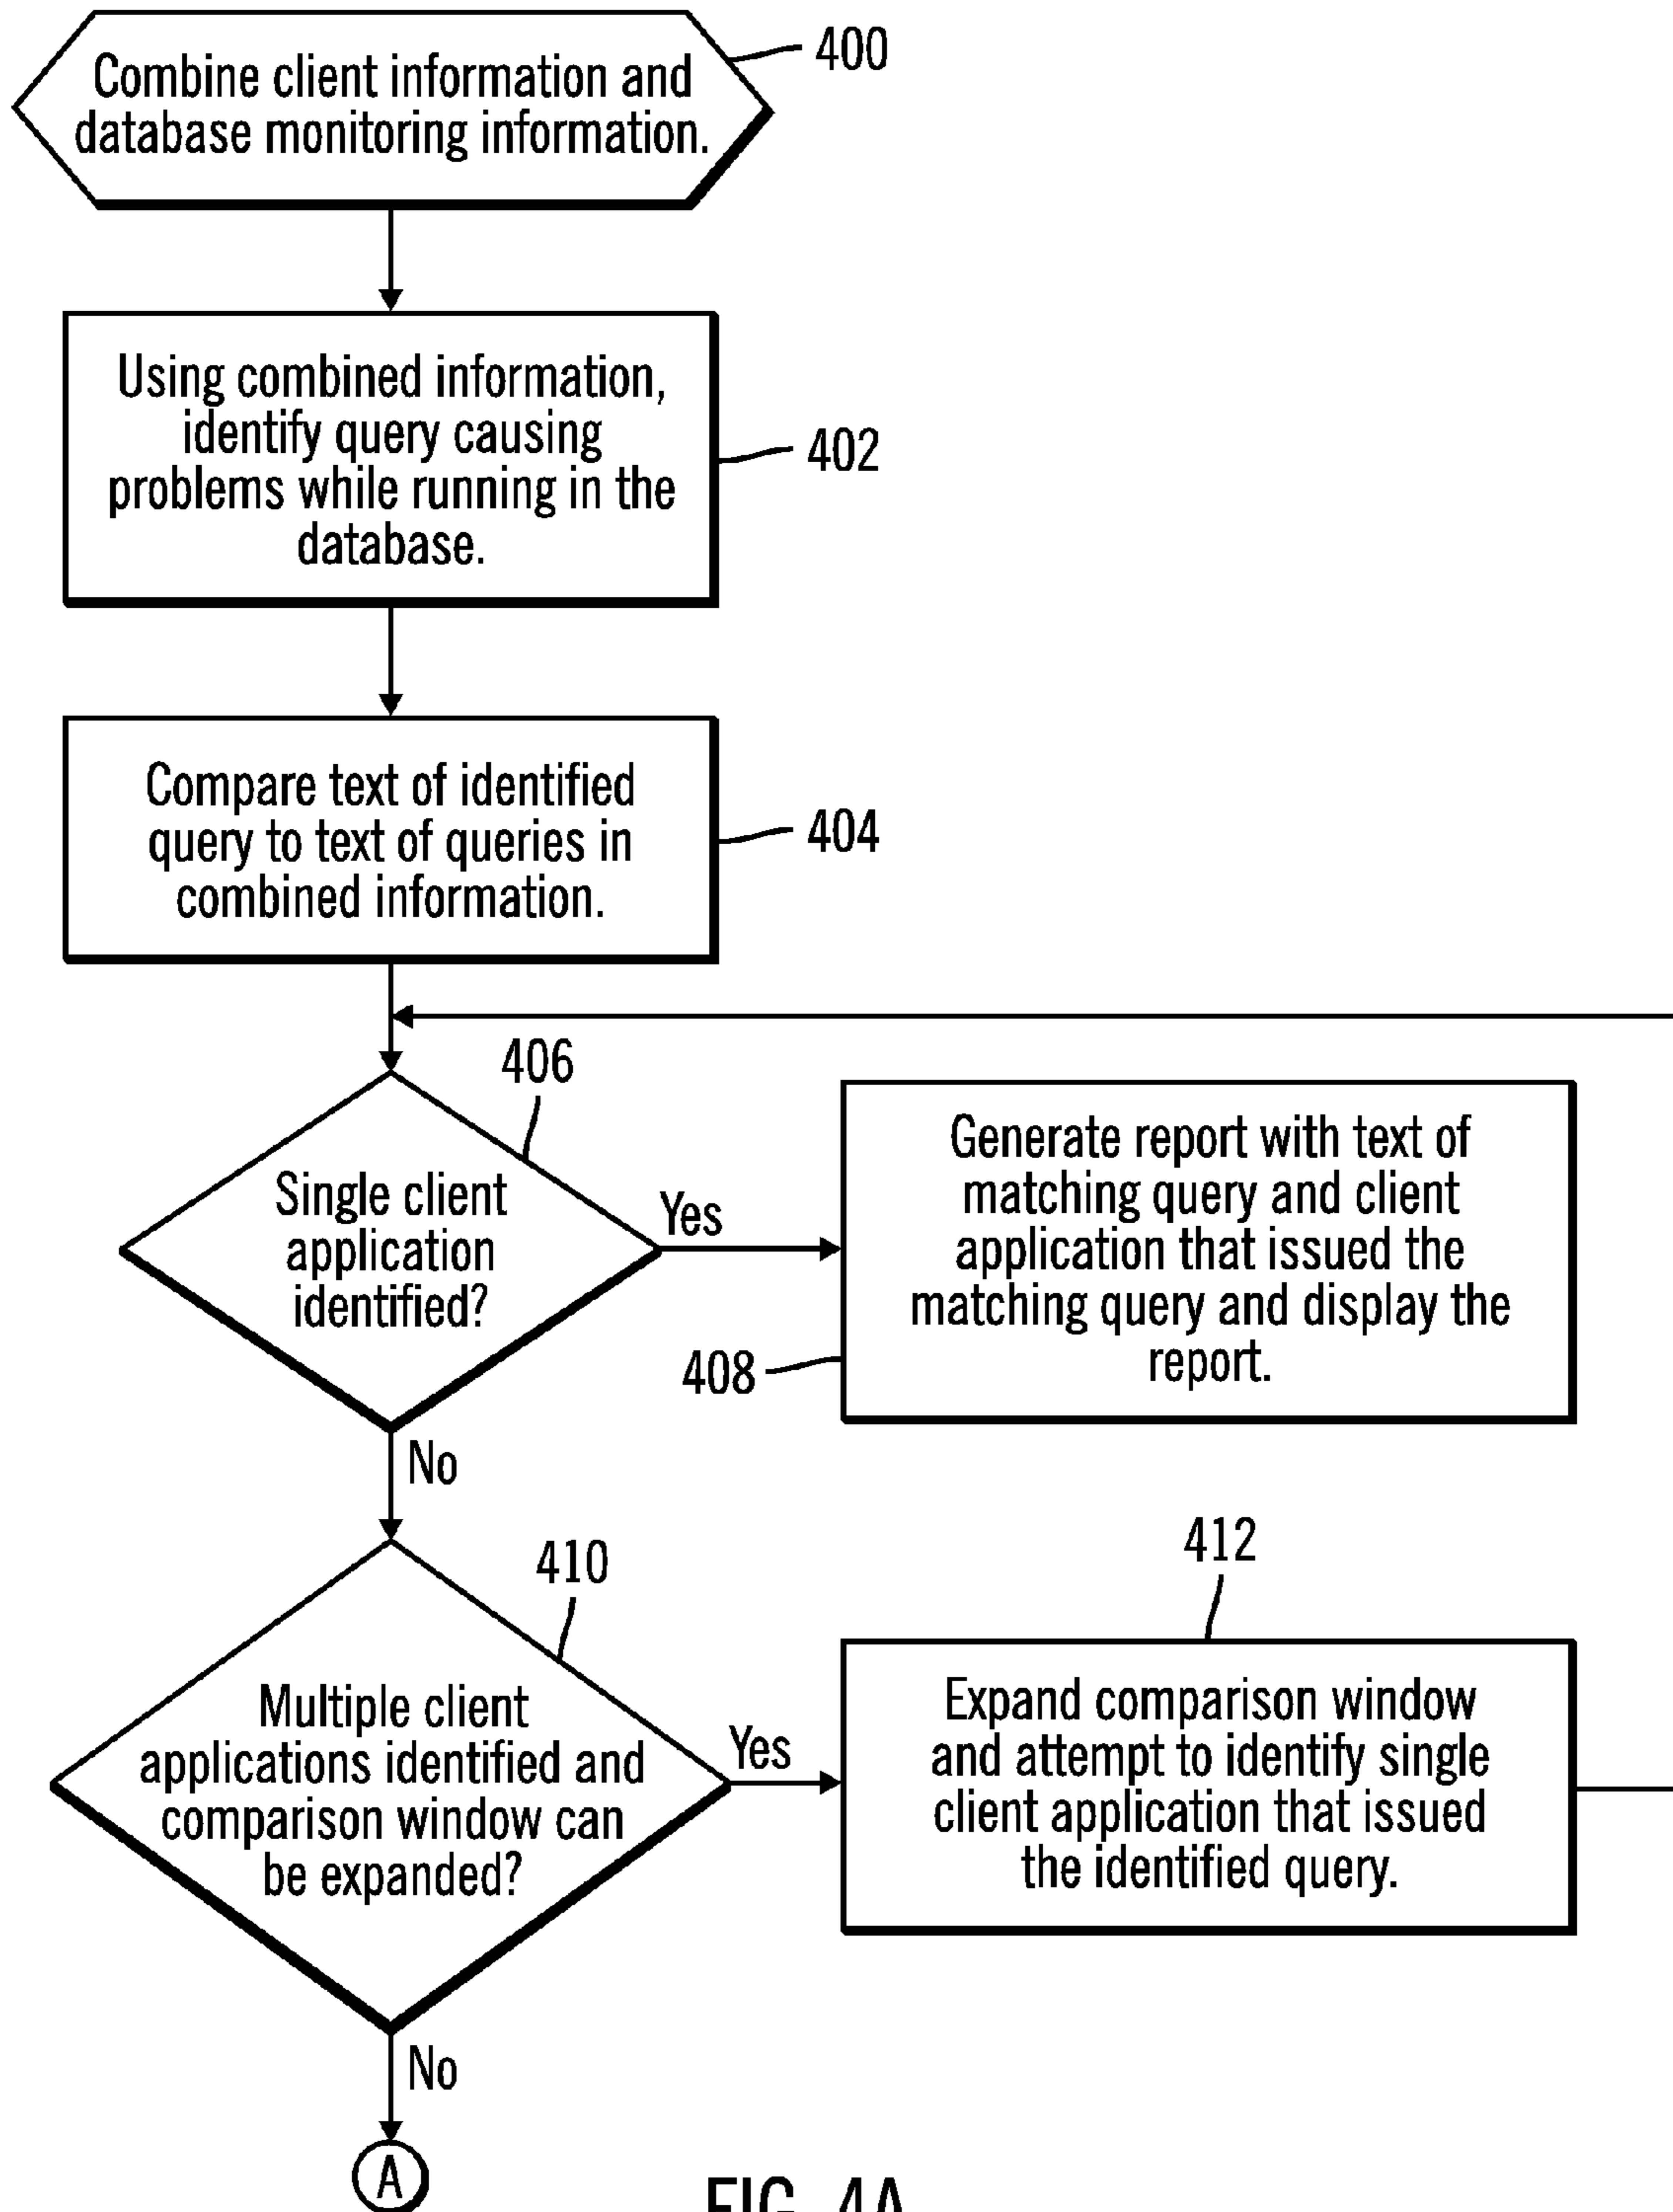 400
Combine client information and
database monitoring information.
Using combined information,
identify query causing
problems while running in the
database.
402
Compare text of identified
query to text of queries in
combined information.
404
406
Single client
application
identified?
Yes
Generate report with text of
matching query and client
application that issued the
matching query and display the
report.
408
No
410
412
Multiple client
applications identified and
comparison window can
be expanded?
Yes
Expand comparison window
and attempt to identify single
client application that issued
the identified query.
No
A
FIG. 4A